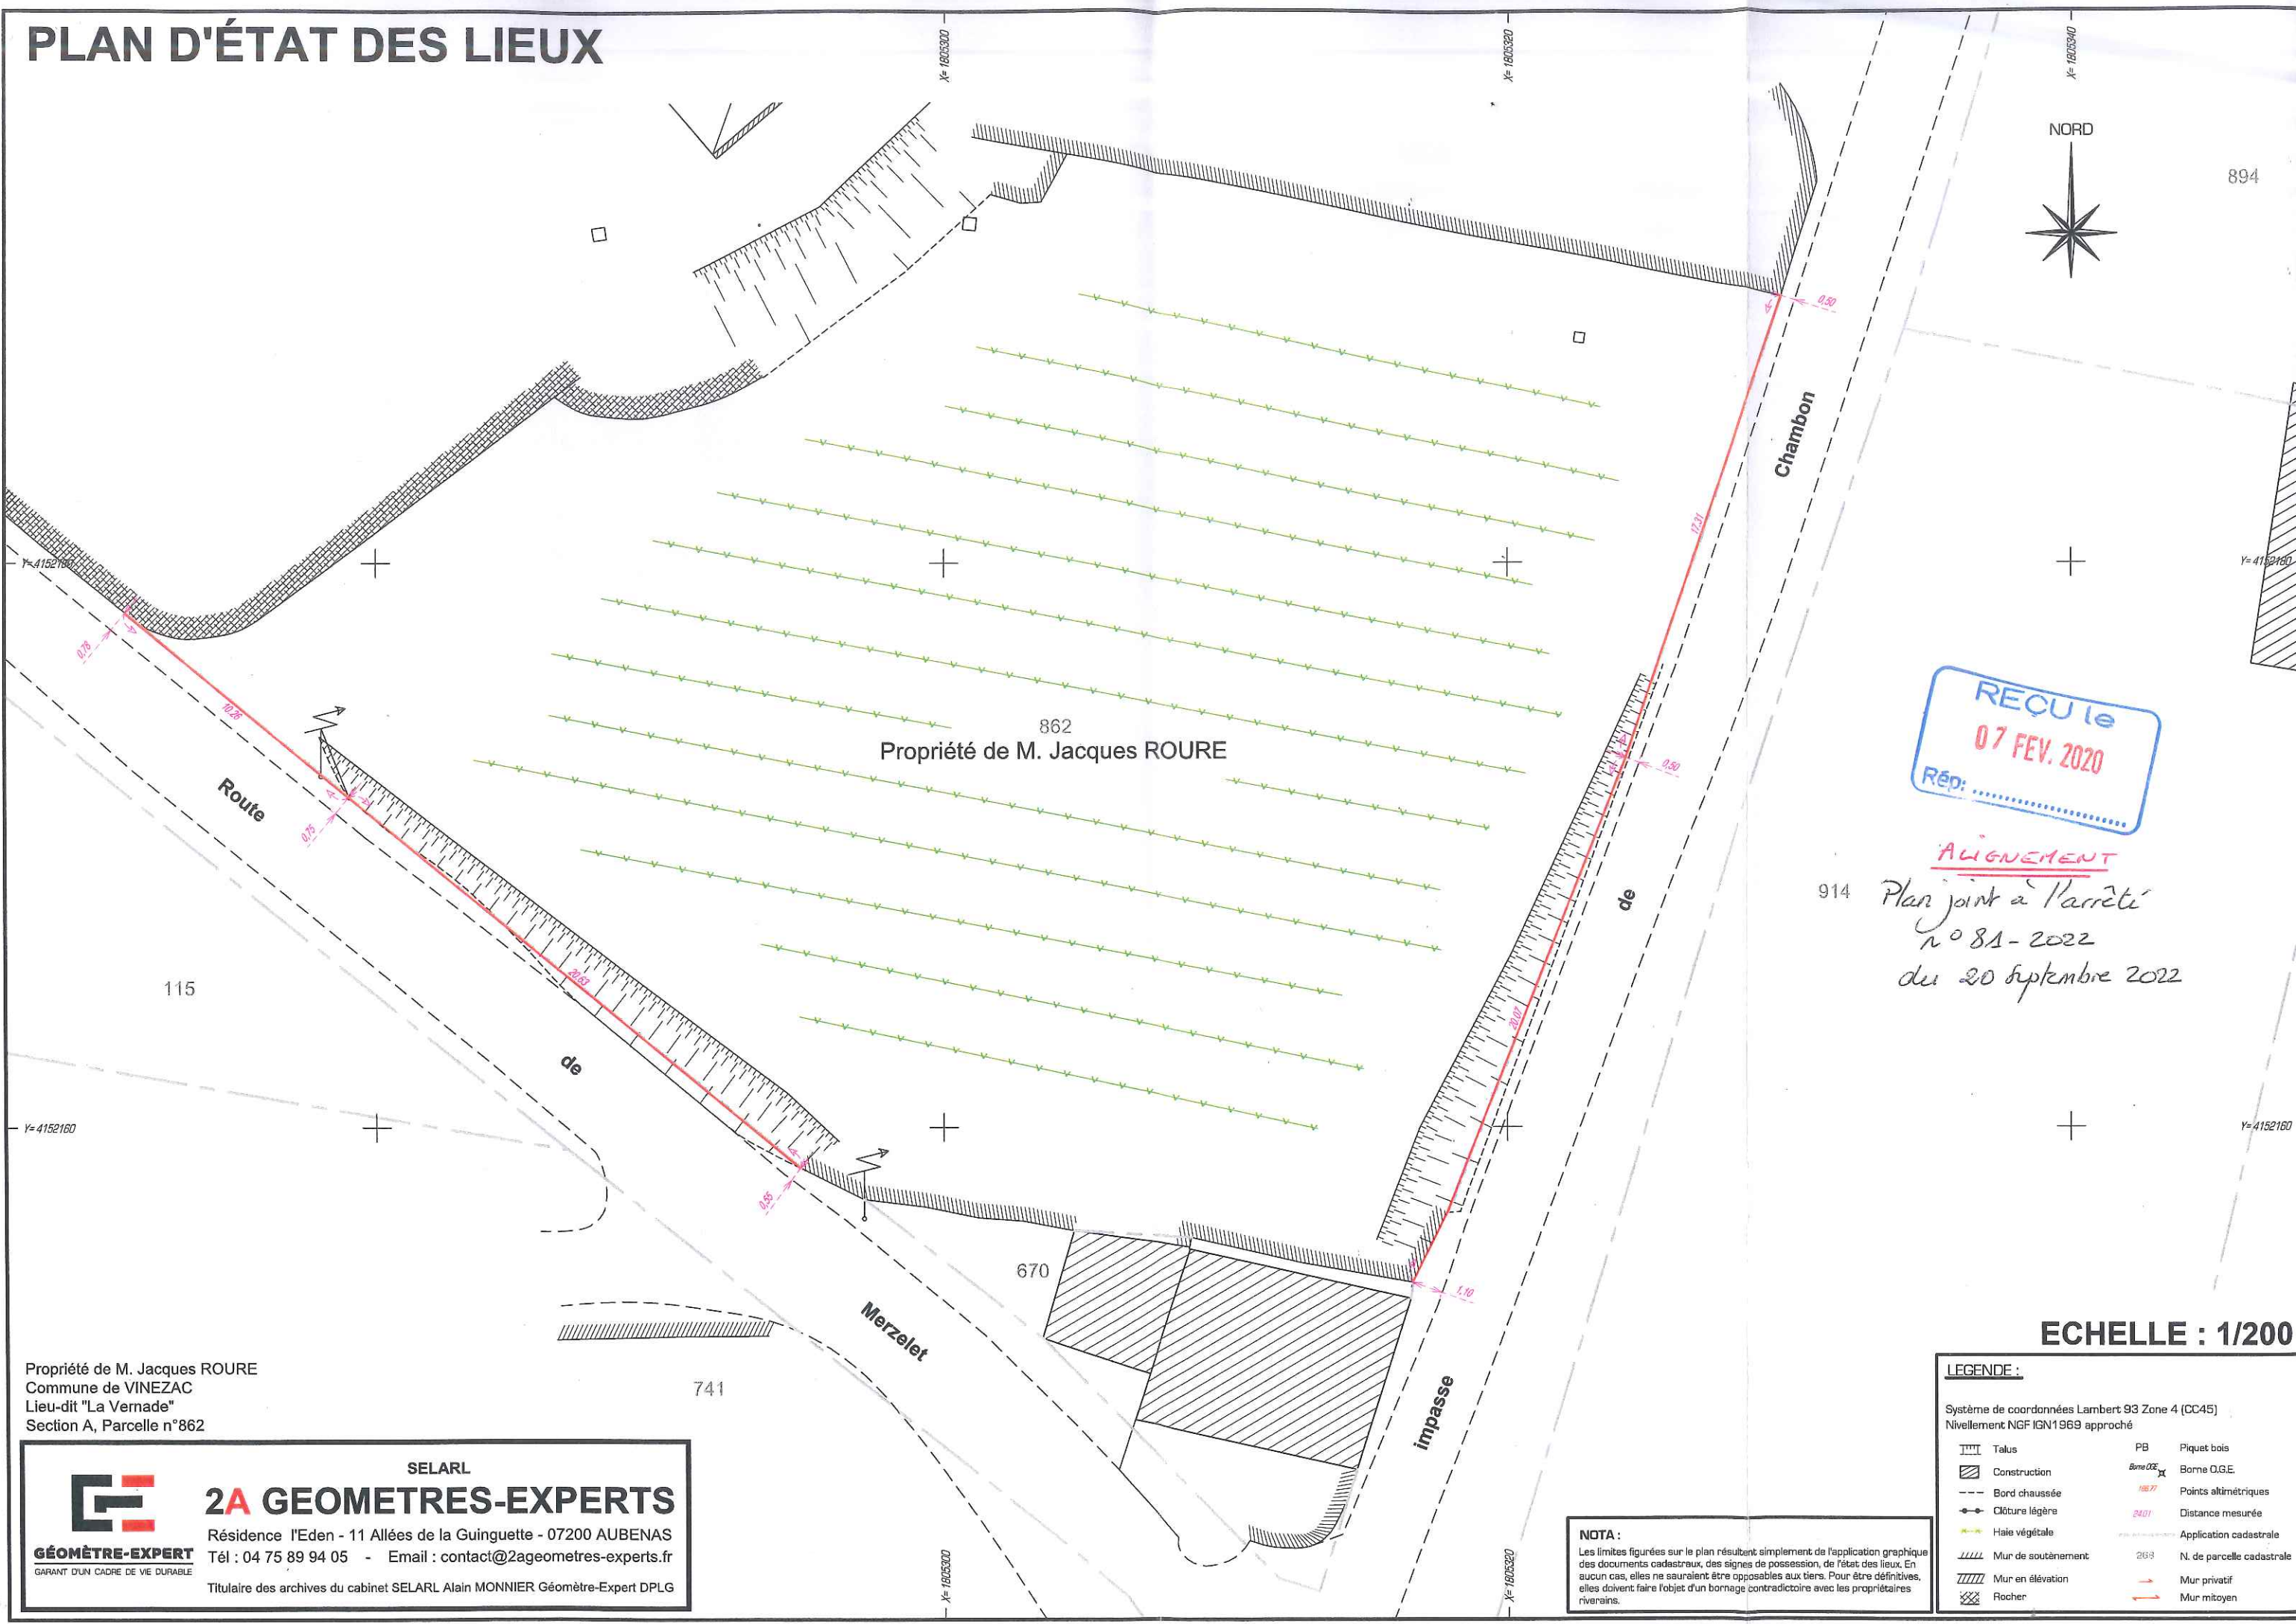 PLAN D'ÉTAT DES LIEUX
X= 1805300
X= 1805320
X= 1805340
NORD
894
0,50
Chambon
17.31
Y= 4152180
0,78
10.26
862
Propriété de M. Jacques ROURE
0,50
REÇU le
07 FEV. 2020
Rép: ....................
ALIGNEMENT
Plan joint à l'arrêté
n° 81-2022
du 20 septembre 2022
914
Route
0,75
de
20.63
20.07
115
de
Y= 4152160
Y= 4152160
0,55
670
1,10
Merzelet
741
impasse
ECHELLE : 1/200
Propriété de M. Jacques ROURE
Commune de VINEZAC
Lieu-dit "La Vernade"
Section A, Parcelle n°862
SELARL
2A GEOMETRES-EXPERTS
Résidence l'Eden - 11 Allées de la Guinguette - 07200 AUBENAS
Tél : 04 75 89 94 05 - Email : contact@2ageometres-experts.fr
Titulaire des archives du cabinet SELARL Alain MONNIER Géomètre-Expert DPLG
GÉOMÈTRE-EXPERT
GARANT D'UN CADRE DE VIE DURABLE
X= 1805300
X= 1805320
NOTA :
Les limites figurées sur le plan résultent simplement de l'application graphique
des documents cadastraux, des signes de possession, de l'état des lieux. En
aucun cas, elles ne sauraient être opposables aux tiers. Pour être définitives,
elles doivent faire l'objet d'un bornage contradictoire avec les propriétaires
riverains.
LEGENDE :
Système de coordonnées Lambert 93 Zone 4 (CC45)
Nivellement NGF IGN1969 approché
Talus
Construction
Bord chaussée
Clôture légère
Haie végétale
Mur de soutènement
Mur en élévation
Rocher
PB Piquet bois
Borne OGE Borne O.G.E.
Points altimétriques
Distance mesurée
Application cadastrale
N. de parcelle cadastrale
Mur privatif
Mur mitoyen